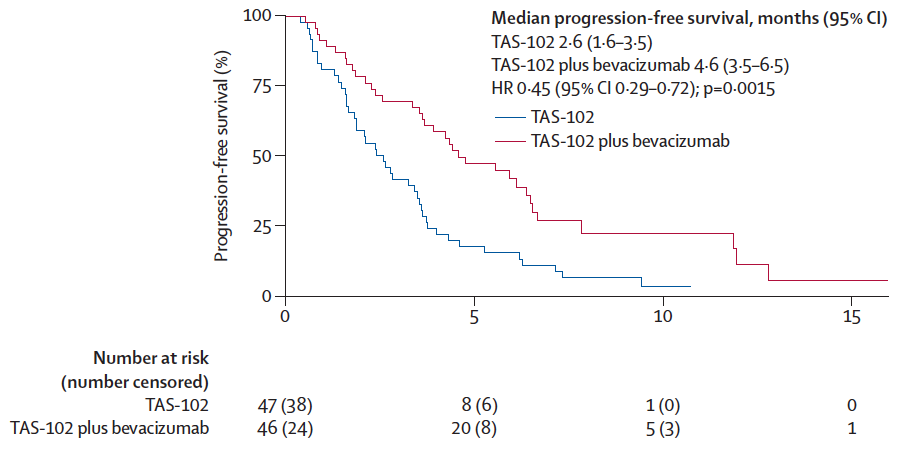 Median progression-free survival, months (95% CI)
TAS-102 2·6 (1·6–3·5)
TAS-102 plus bevacizumab 4·6 (3·5–6·5)
HR 0·45 (95% CI 0·29–0·72); p=0·0015
TAS-102
TAS-102 plus bevacizumab
Progression-free survival (%)
100
75
50
25
0
0 5 10 15
Number at risk
(number censored)
TAS-102 47 (38) 8 (6) 1 (0) 0
TAS-102 plus bevacizumab 46 (24) 20 (8) 5 (3) 1